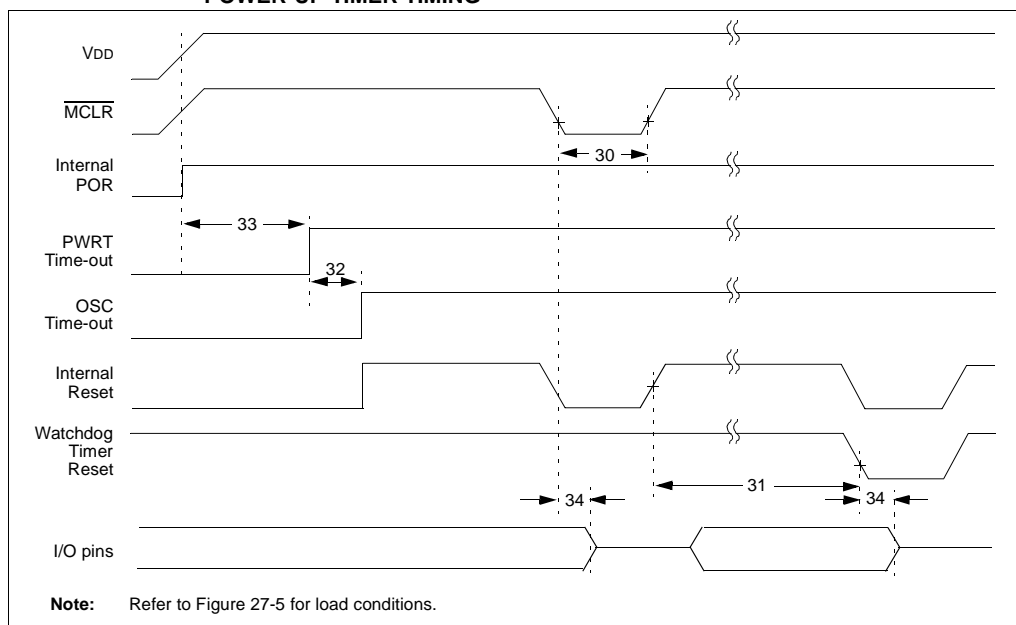 POWER-UP TIMER TIMING
VDD
MCLR
30
Internal
POR
33
PWRT
Time-out
32
OSC
Time-out
Internal
Reset
Watchdog
Timer
Reset
31
34
34
I/O pins
Note: Refer to Figure 27-5 for load conditions.